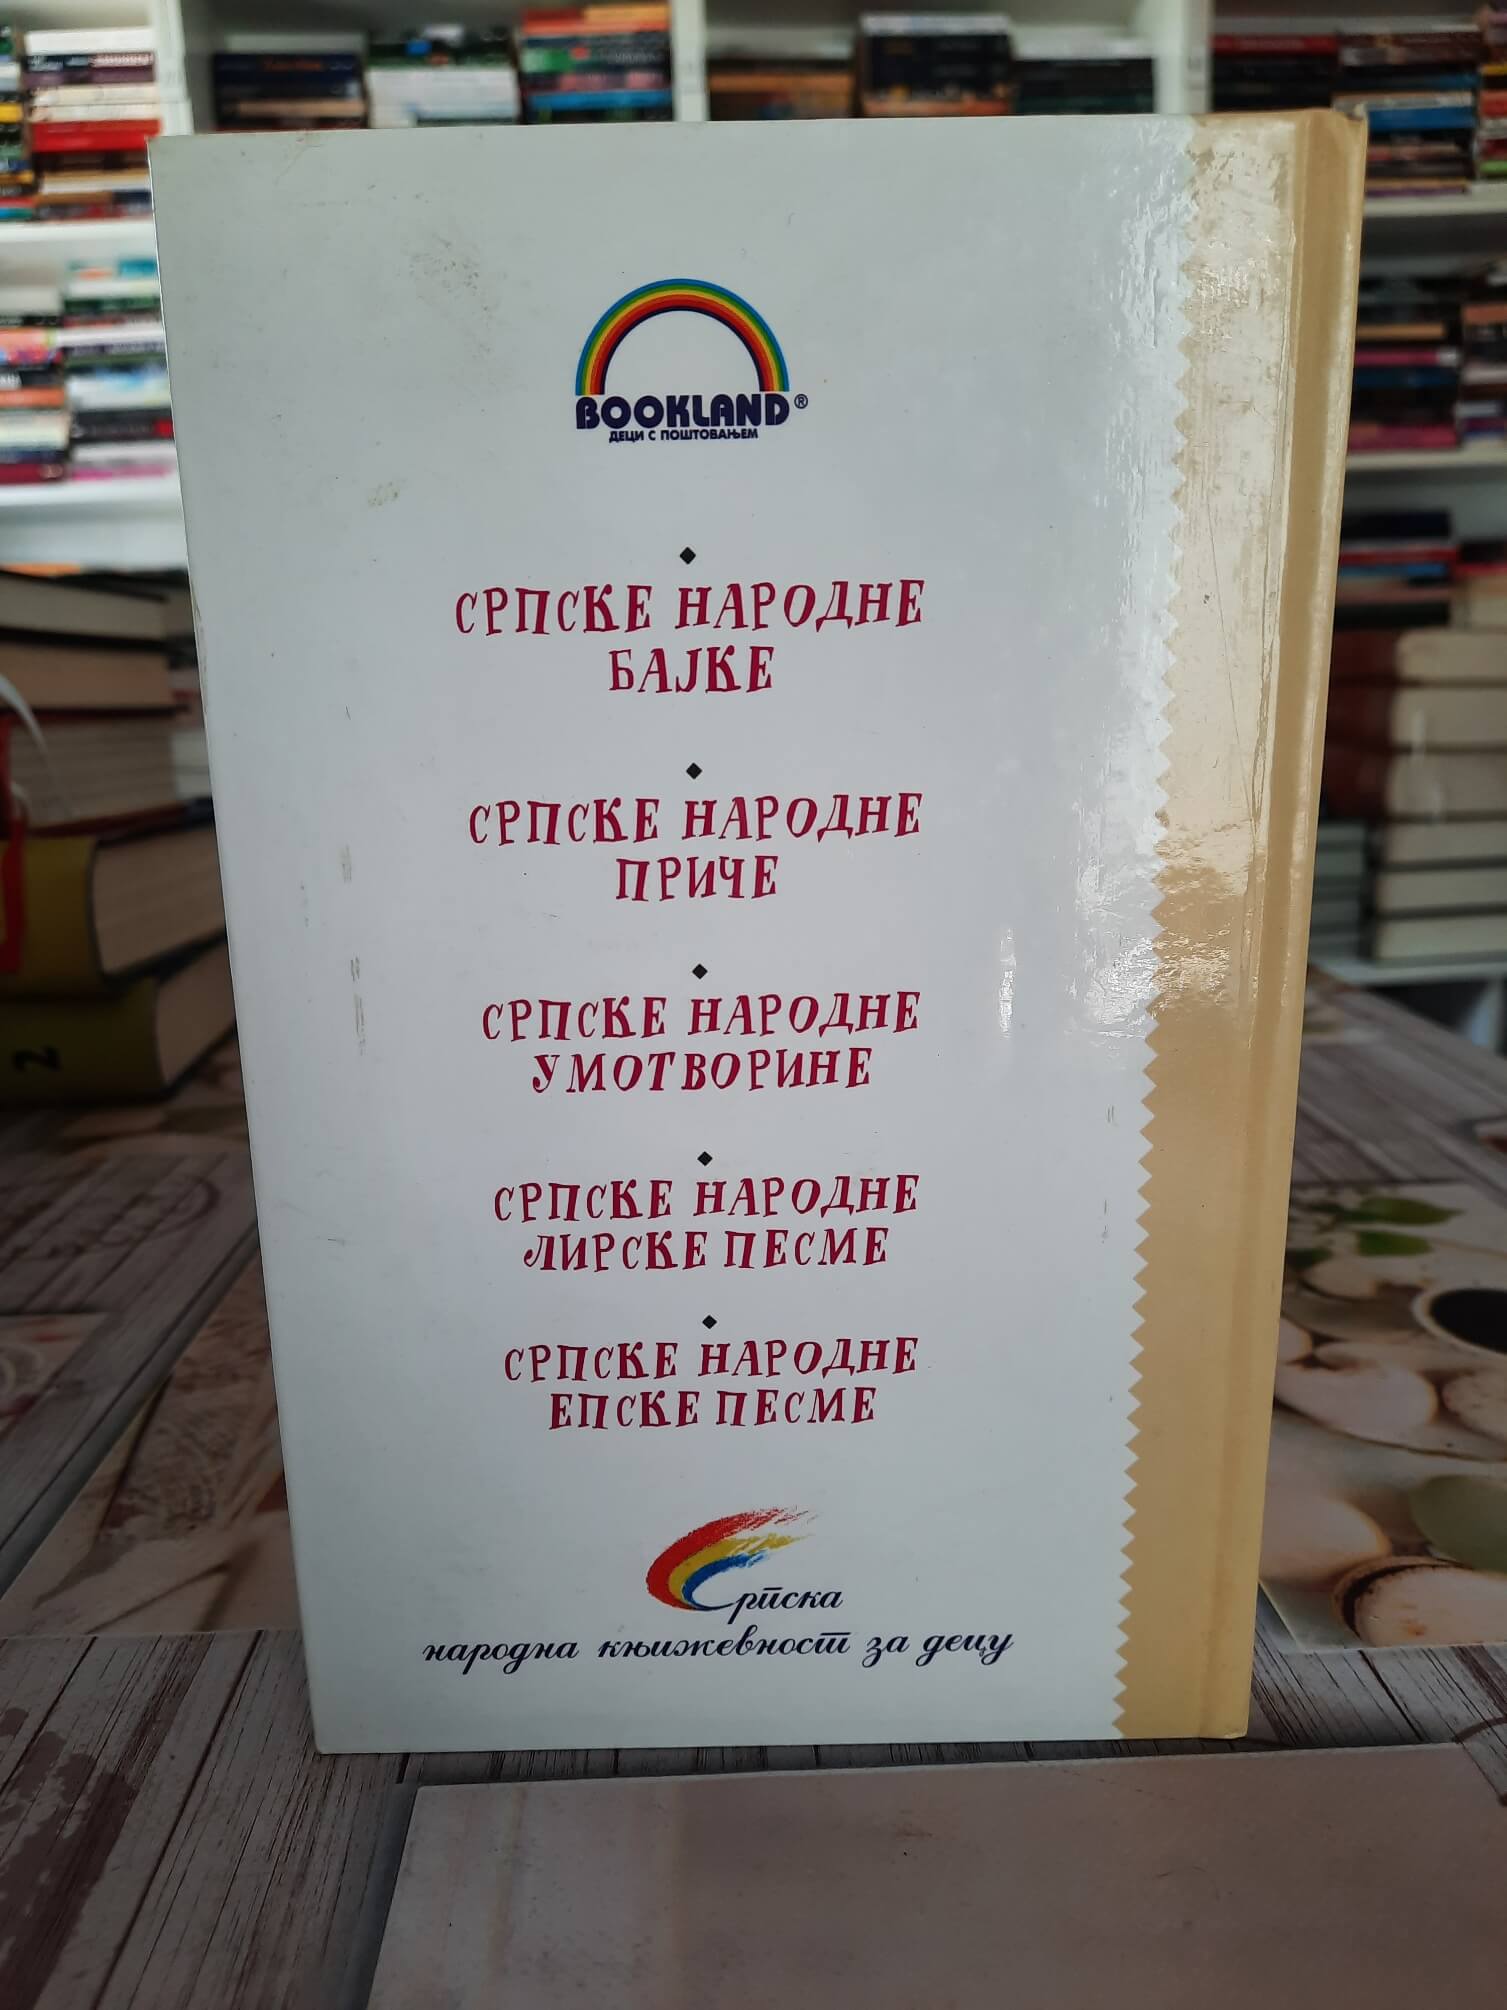 BOOKLAND®
ДЕЦИ С ПОШТОВАЊЕМ
СРПСКЕ НАРОДНЕ
БАЈКЕ
СРПСКЕ НАРОДНЕ
ПРИЧЕ
СРПСКЕ НАРОДНЕ
УМОТВОРИНЕ
СРПСКЕ НАРОДНЕ
ЛИРСКЕ ПЕСМЕ
СРПСКЕ НАРОДНЕ
ЕПСКЕ ПЕСМЕ
Српска
народна књижевност за децу
2